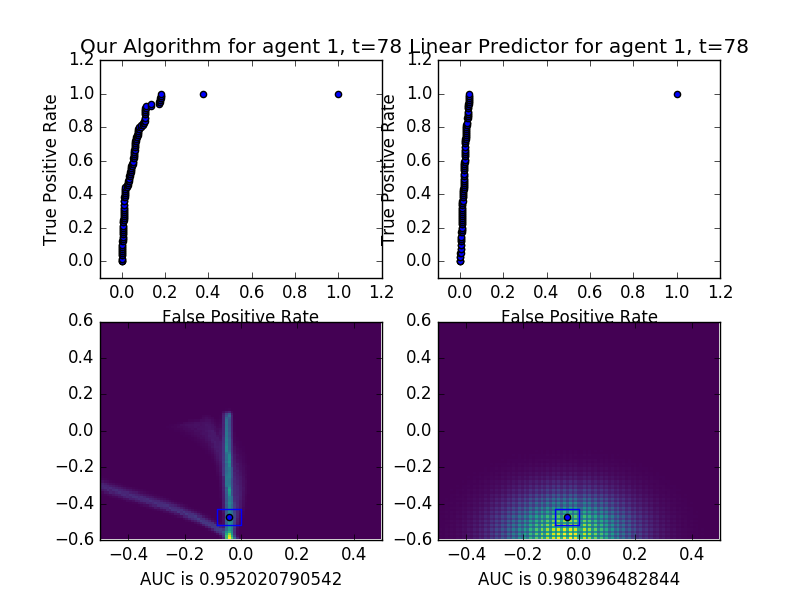 Our Algorithm for agent 1, t=78
Linear Predictor for agent 1, t=78
1.2
1.0
0.8
0.6
0.4
0.2
0.0
True Positive Rate
0.0 0.2 0.4 0.6 0.8 1.0 1.2
False Positive Rate
1.2
1.0
0.8
0.6
0.4
0.2
0.0
True Positive Rate
0.0 0.2 0.4 0.6 0.8 1.0 1.2
False Positive Rate
0.6
0.4
0.2
0.0
−0.2
−0.4
−0.6
−0.4 −0.2 0.0 0.2 0.4
AUC is 0.952020790542
0.6
0.4
0.2
0.0
−0.2
−0.4
−0.6
−0.4 −0.2 0.0 0.2 0.4
AUC is 0.980396482844